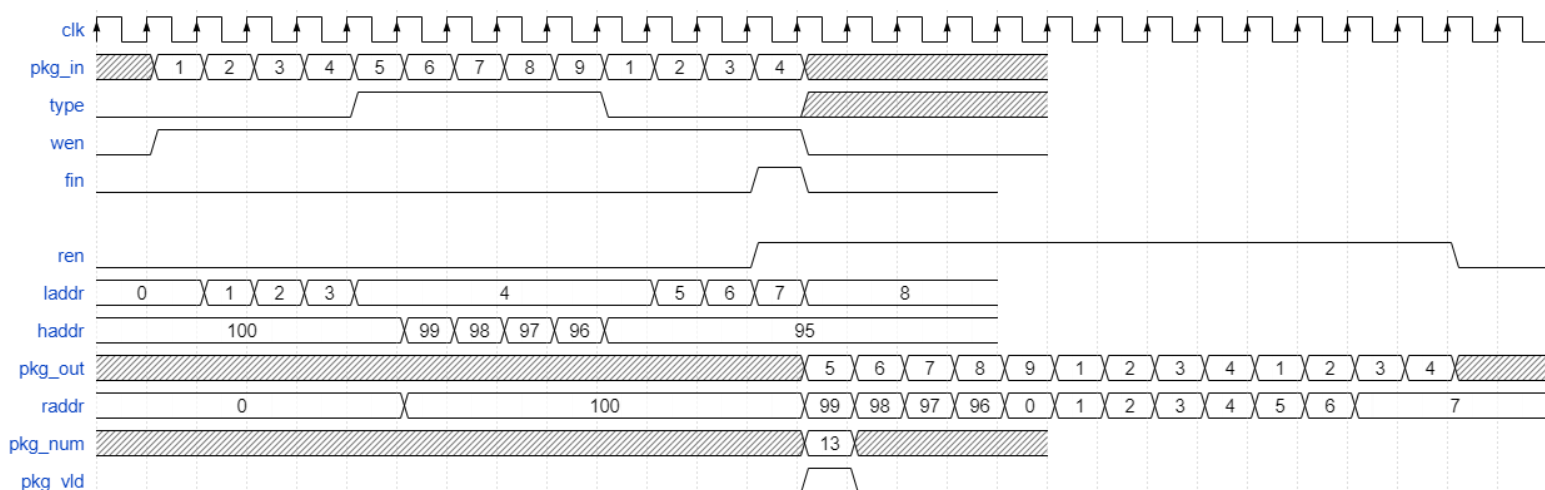 clk
pkg_in 1 2 3 4 5 6 7 8 9 1 2 3 4
type
wen
fin
ren
laddr 0 1 2 3 4 5 6 7 8
haddr 100 99 98 97 96 95
pkg_out 5 6 7 8 9 1 2 3 4 1 2 3 4
raddr 0 100 99 98 97 96 0 1 2 3 4 5 6 7
pkg_num 13
pkg_vld